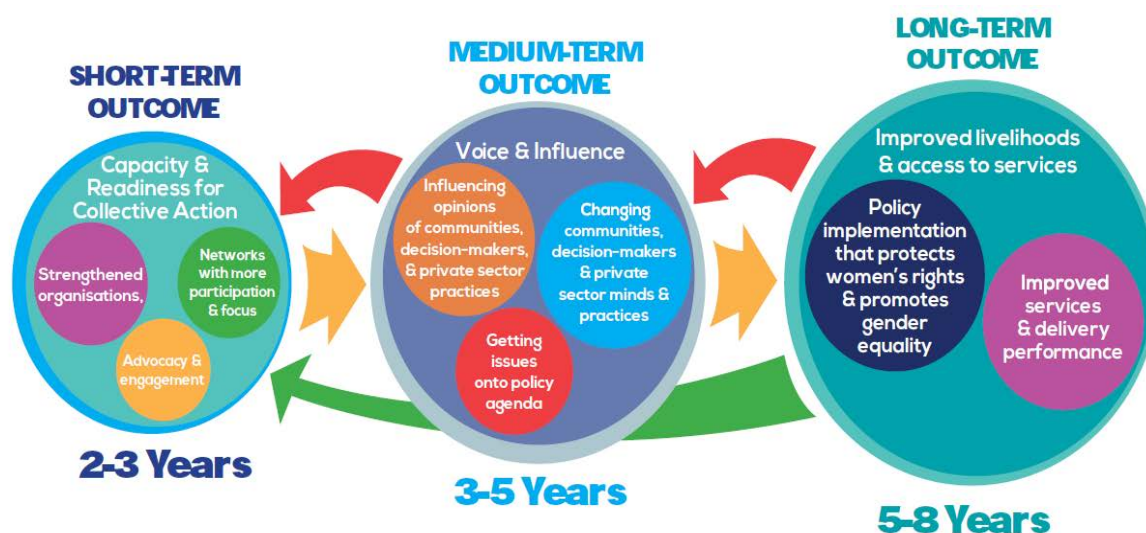 SHORT-TERM
OUTCOME
Capacity &
Readiness for
Collective Action
Strengthened
organisations,
Networks
with more
participation
& focus
Advocacy &
engagement
2-3 Years
MEDIUM-TERM
OUTCOME
Voice & Influence
Influencing
opinions
of communities,
decision-makers,
& private sector
practices
Changing
communities,
decision-makers
& private
sector minds &
practices
Getting
issues
onto policy
agenda
3-5 Years
LONG-TERM
OUTCOME
Improved livelihoods
& access to services
Policy
implementation
that protects
women's rights
& promotes
gender
equality
Improved
services
& delivery
performance
5-8 Years